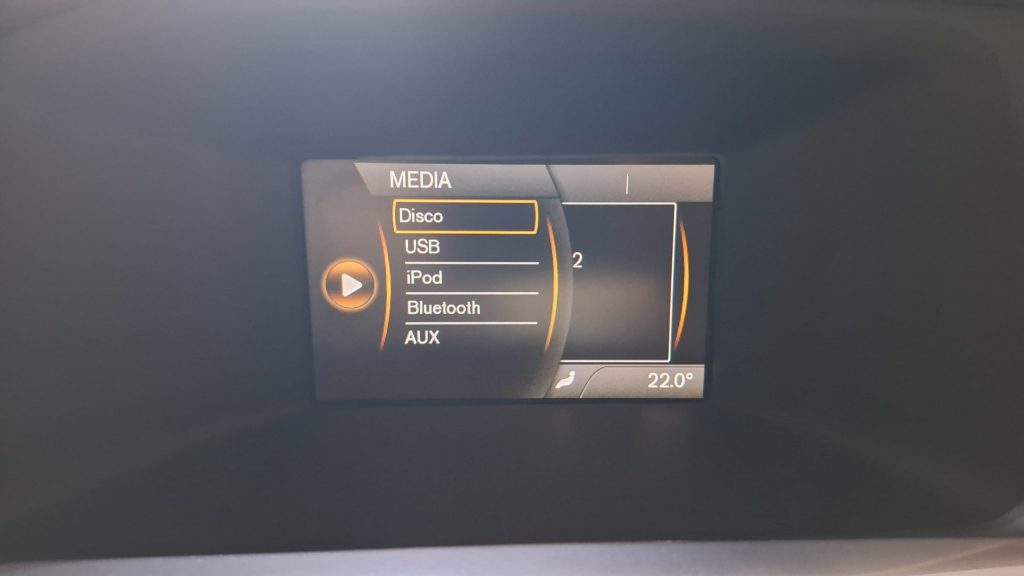 MEDIA
Disco
USB
2
iPod
Bluetooth
AUX
22.0°